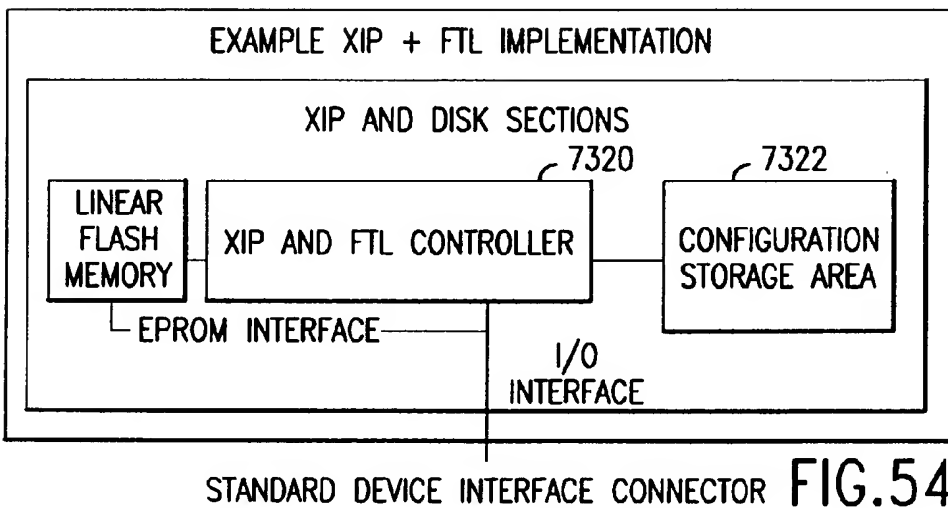 EXAMPLE XIP + FTL IMPLEMENTATION
XIP AND DISK SECTIONS
7320
7322
LINEAR
FLASH
MEMORY
XIP AND FTL CONTROLLER
CONFIGURATION
STORAGE AREA
EPROM INTERFACE
I/O
INTERFACE
STANDARD DEVICE INTERFACE CONNECTOR FIG.54